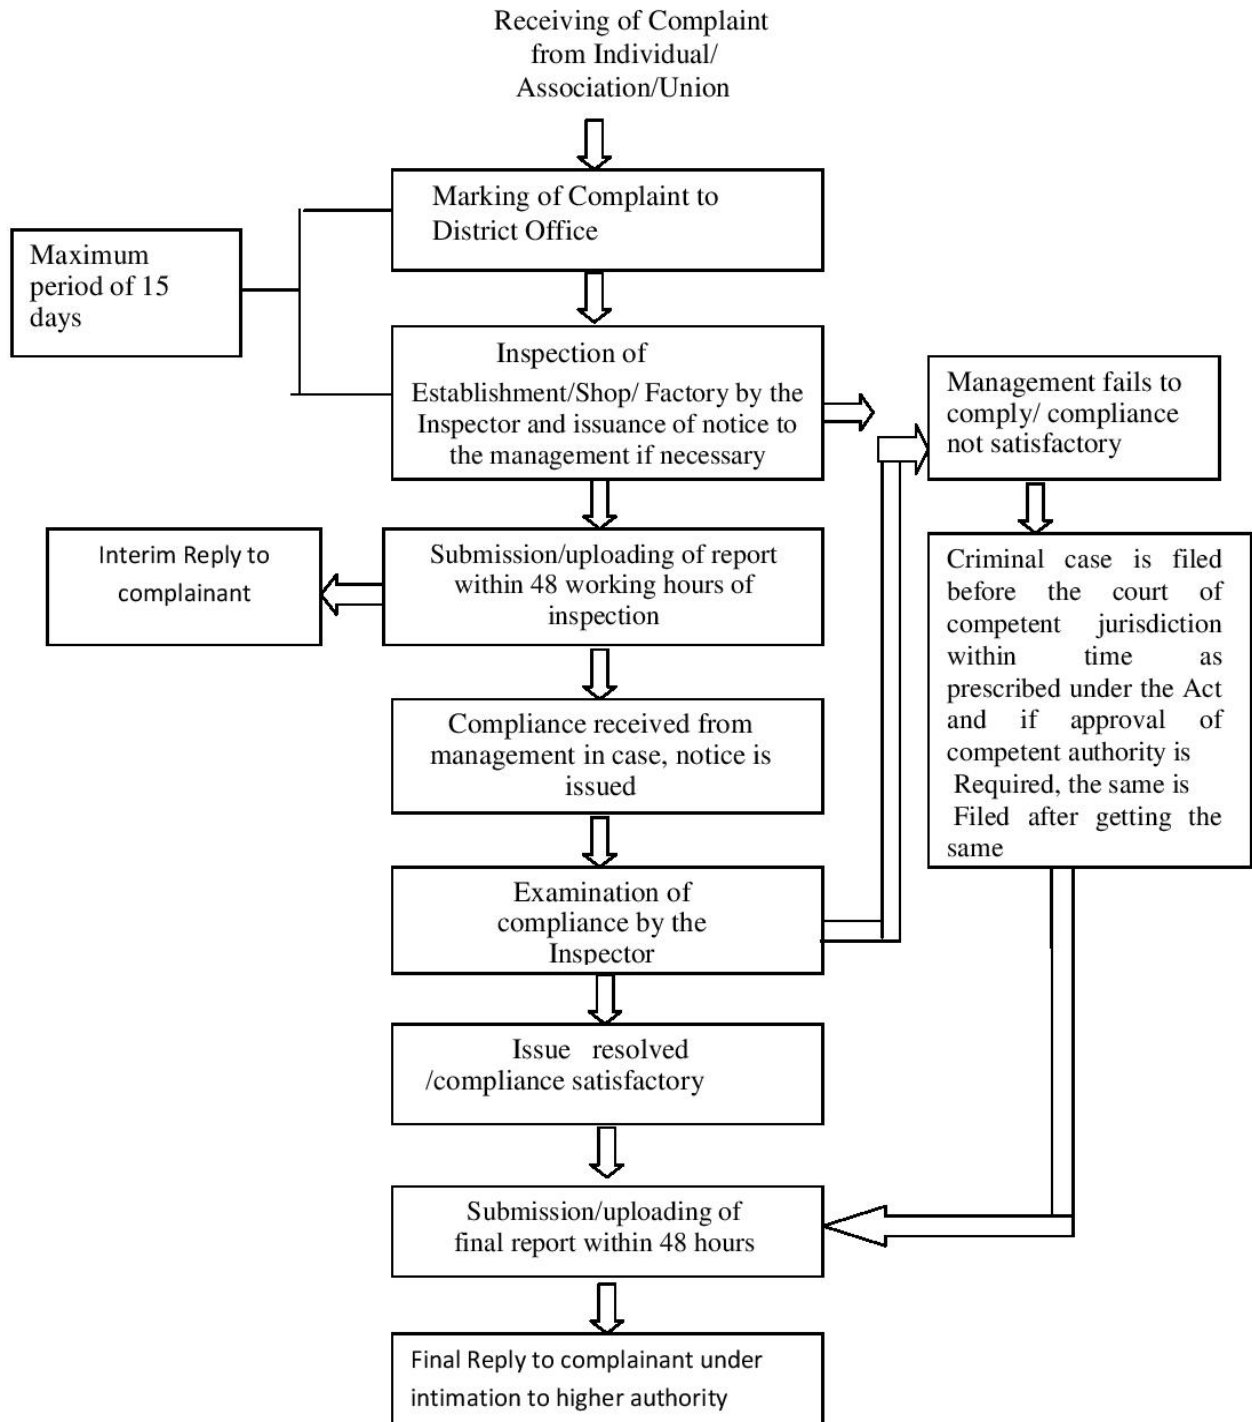 Receiving of Complaint
from Individual/
Association/Union
Marking of Complaint to
District Office
Maximum
period of 15
days
Inspection of
Establishment/Shop/ Factory by the
Inspector and issuance of notice to
the management if necessary
Management fails to
comply/ compliance
not satisfactory
Interim Reply to
complainant
Submission/uploading of report
within 48 working hours of
inspection
Criminal case is filed
before the court of
competent jurisdiction
within time as
prescribed under the Act
and if approval of
competent authority is
Required, the same is
Filed after getting the
same
Compliance received from
management in case, notice is
issued
Examination of
compliance by the
Inspector
Issue resolved
/compliance satisfactory
Submission/uploading of
final report within 48 hours
Final Reply to complainant under
intimation to higher authority